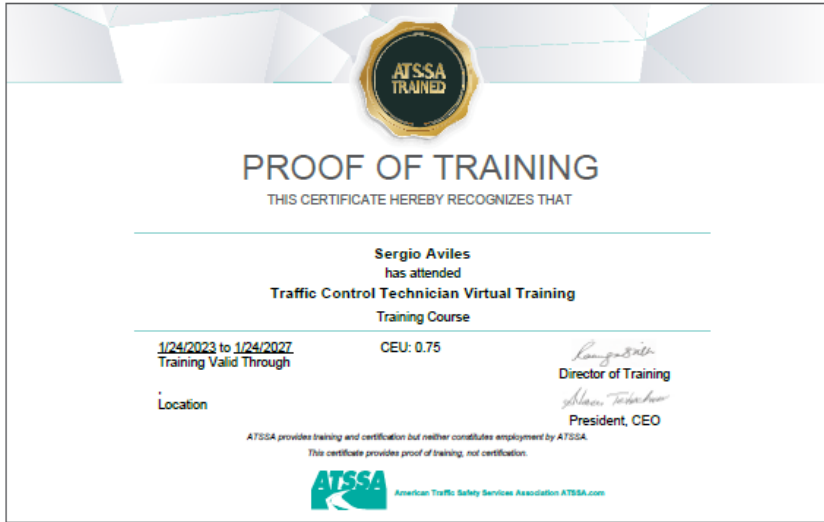 ATSSA
TRAINED
PROOF OF TRAINING
THIS CERTIFICATE HEREBY RECOGNIZES THAT
Sergio Aviles
has attended
Traffic Control Technician Virtual Training
Training Course
1/24/2023 to 1/24/2027
Training Valid Through
CEU: 0.75
Director of Training
.
Location
President, CEO
ATSSA provides training and certification but neither constitutes employment by ATSSA.
This certificate provides proof of training, not certification.
ATSSA
American Traffic Safety Services Association ATSSA.com